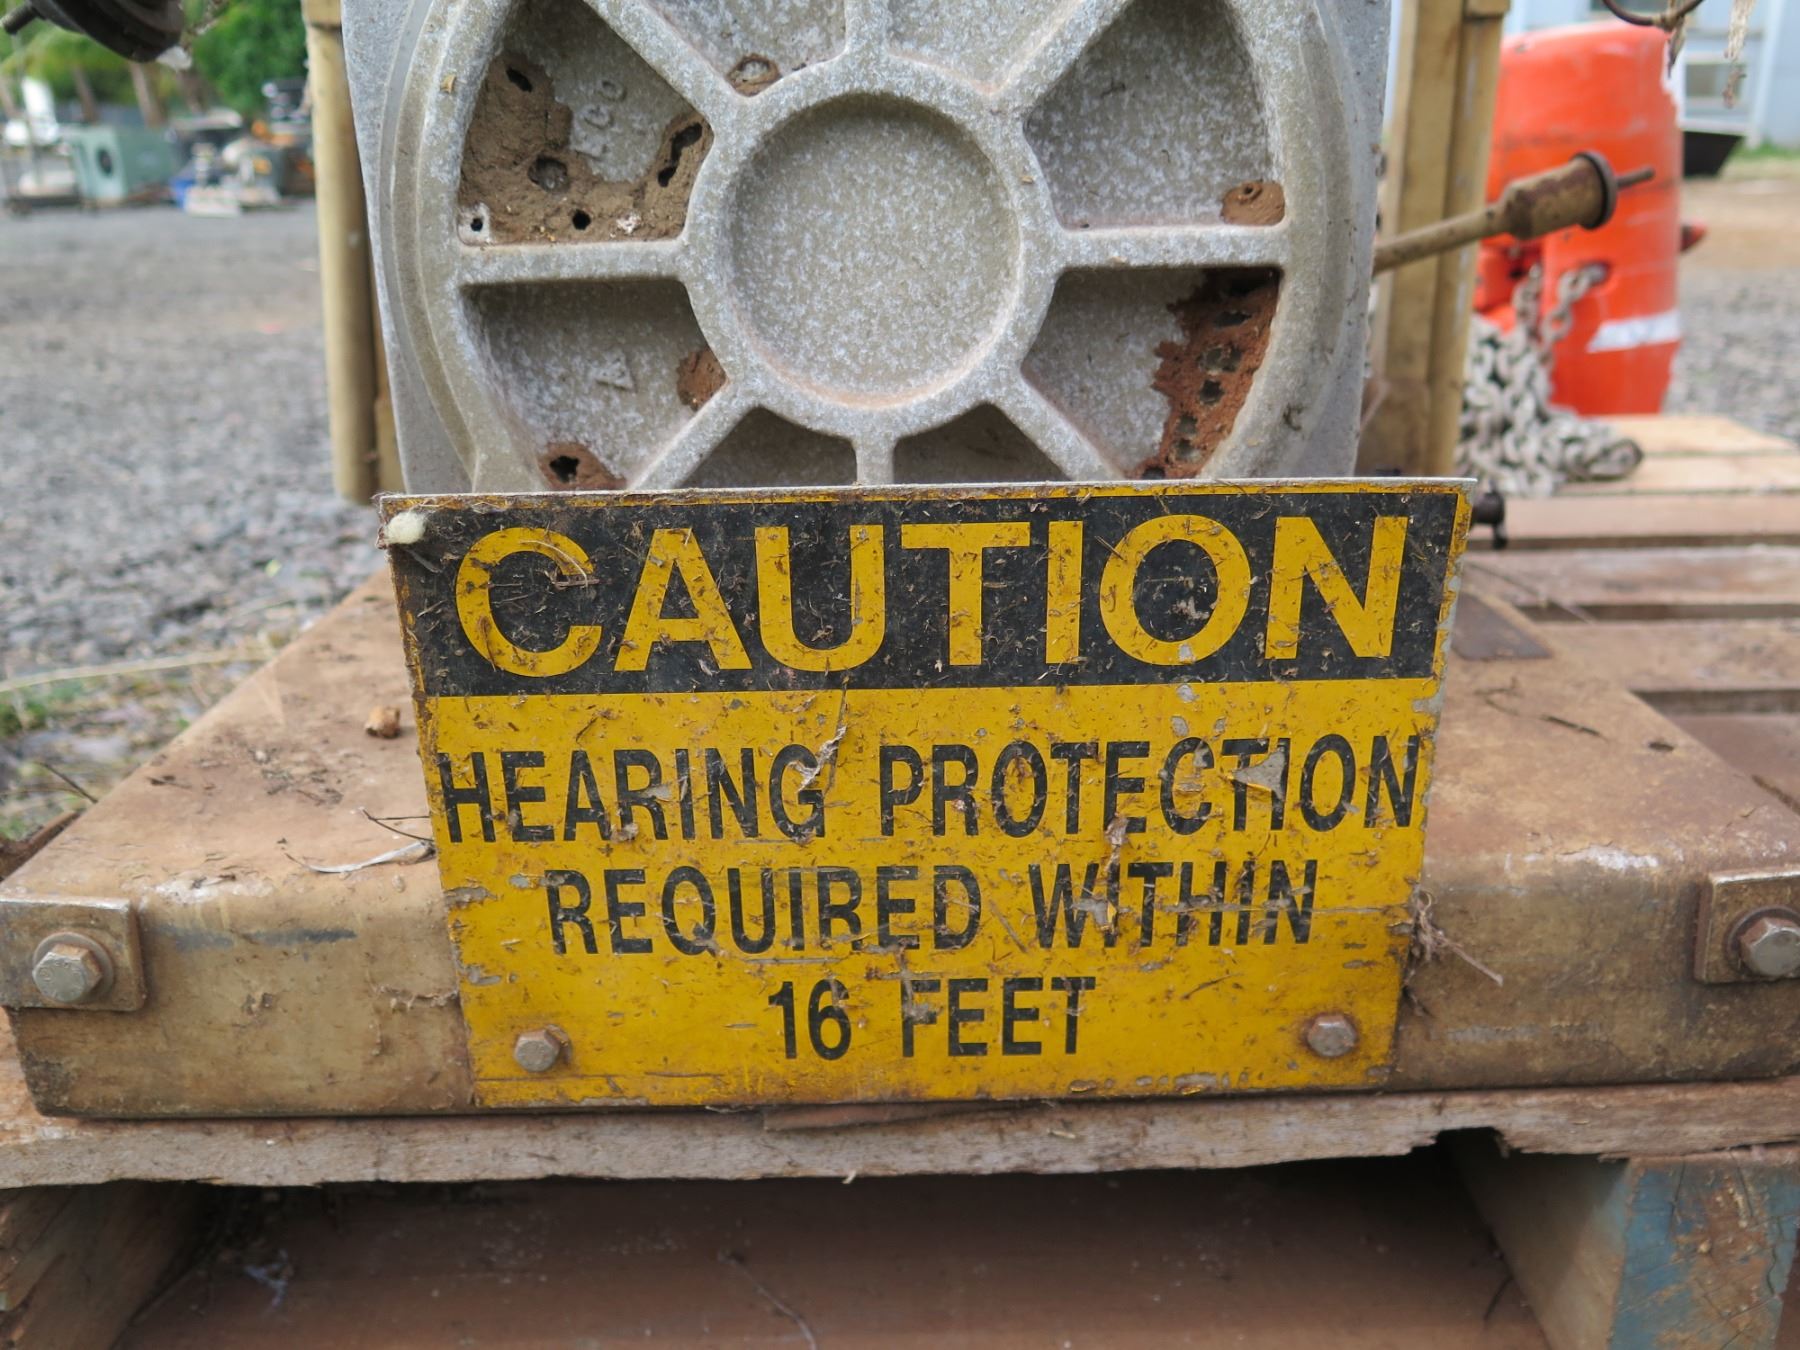 CAUTION
HEARING PROTECTION
REQUIRED WITHIN
16 FEET